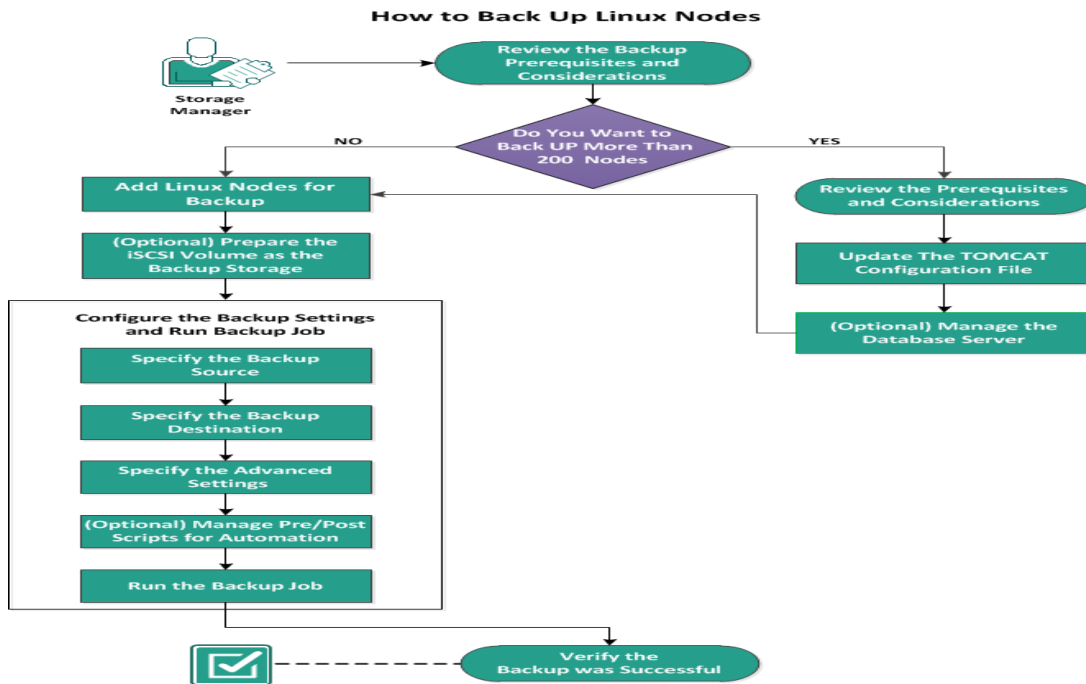 How to Back Up Linux Nodes
Storage
Manager
Review the Backup
Prerequisites and
Considerations
Do You Want to
Back UP More Than
200 Nodes
NO
YES
Add Linux Nodes for
Backup
(Optional) Prepare the
iSCSI Volume as the
Backup Storage
Review the Prerequisites
and Considerations
Update The TOMCAT
Configuration File
(Optional) Manage the
Database Server
Configure the Backup Settings
and Run Backup Job
Specify the Backup
Source
Specify the Backup
Destination
Specify the Advanced
Settings
(Optional) Manage Pre/Post
Scripts for Automation
Run the Backup Job
Verify the
Backup was Successful